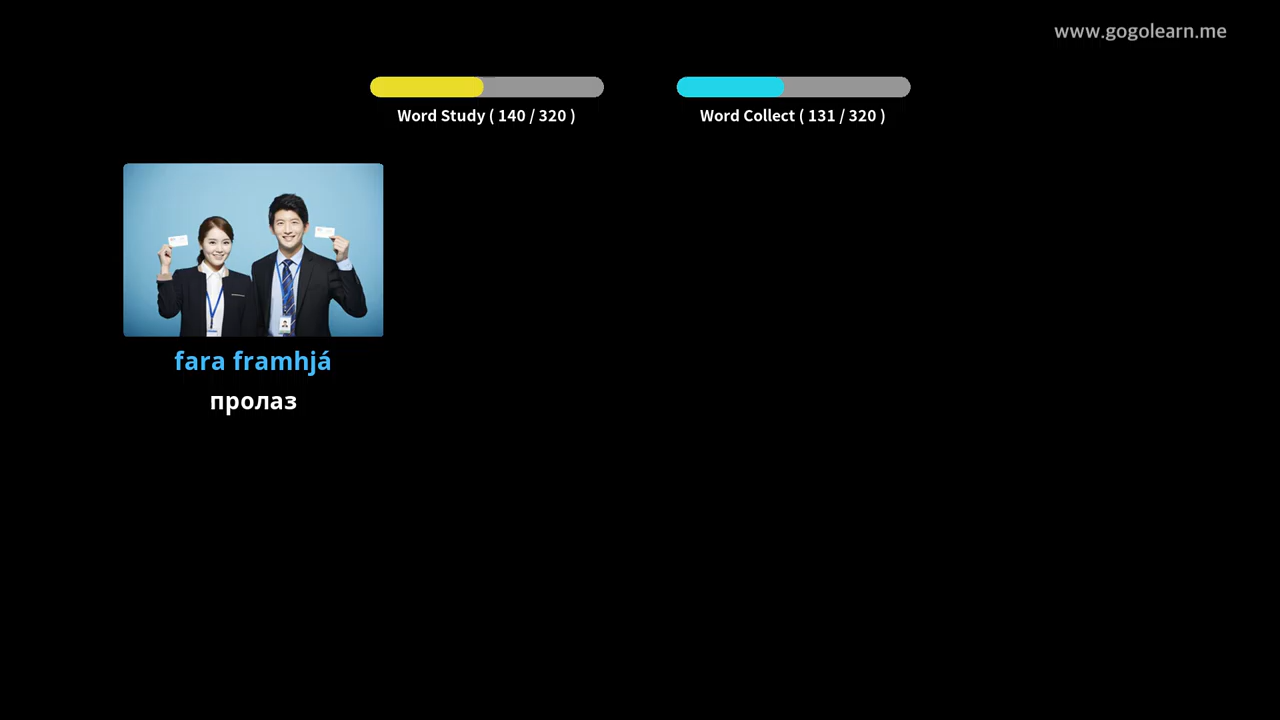 www.gogolearn.me
Word Study ( 140 / 320 )
Word Collect ( 131 / 320 )
fara framhjá
пролаз